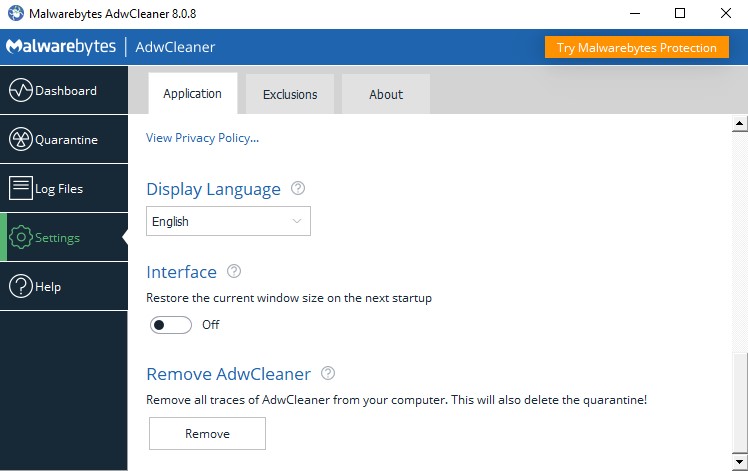 Malwarebytes AdwCleaner 8.0.8
Malwarebytes AdwCleaner
Try Malwarebytes Protection
Dashboard
Quarantine
Log Files
Settings
Help
Application Exclusions About
View Privacy Policy...
Display Language
English
Interface
Restore the current window size on the next startup
Off
Remove AdwCleaner
Remove all traces of AdwCleaner from your computer. This will also delete the quarantine!
Remove